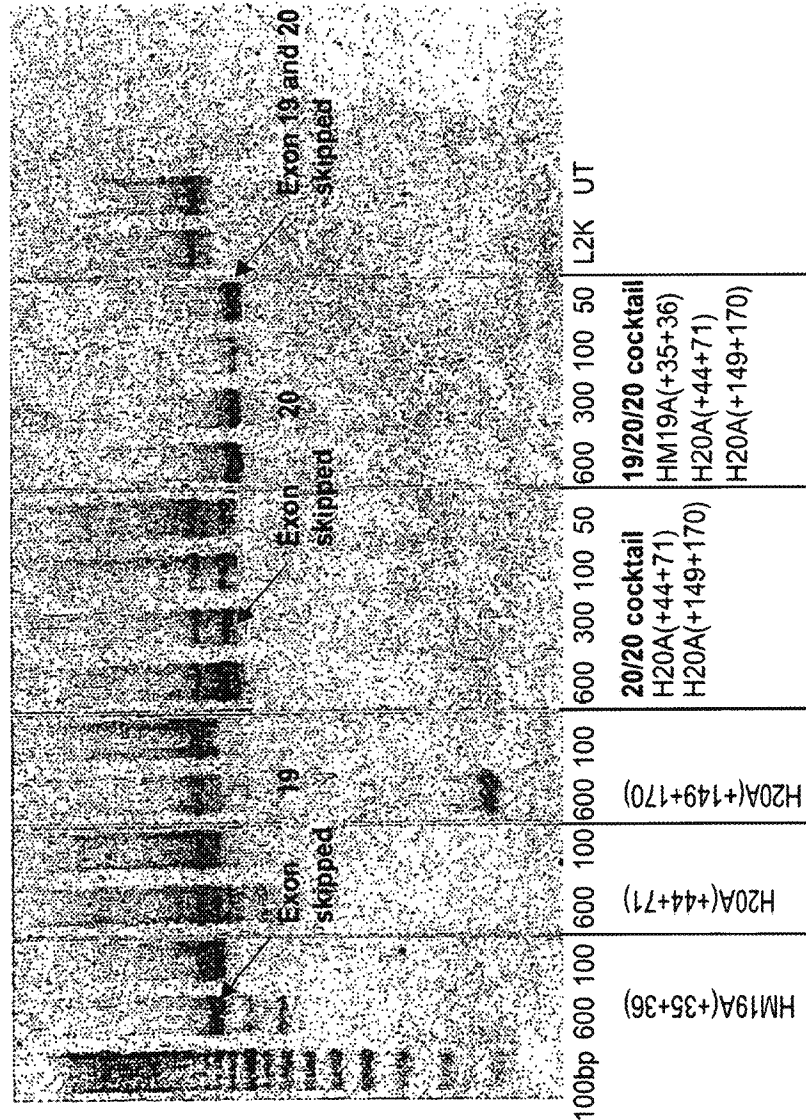 Exon 19
skipped
Exon 20
skipped
Exon 19 and 20
skipped
100bp 600 100 600 100 600 100 600 300 100 50 600 300 100 50 L2K UT
HM19A(+35+36)
H20A(+44+71)
H20A(+149+170)
20/20 cocktail
H20A(+44+71)
H20A(+149+170)
19/20/20 cocktail
HM19A(+35+36)
H20A(+44+71)
H20A(+149+170)